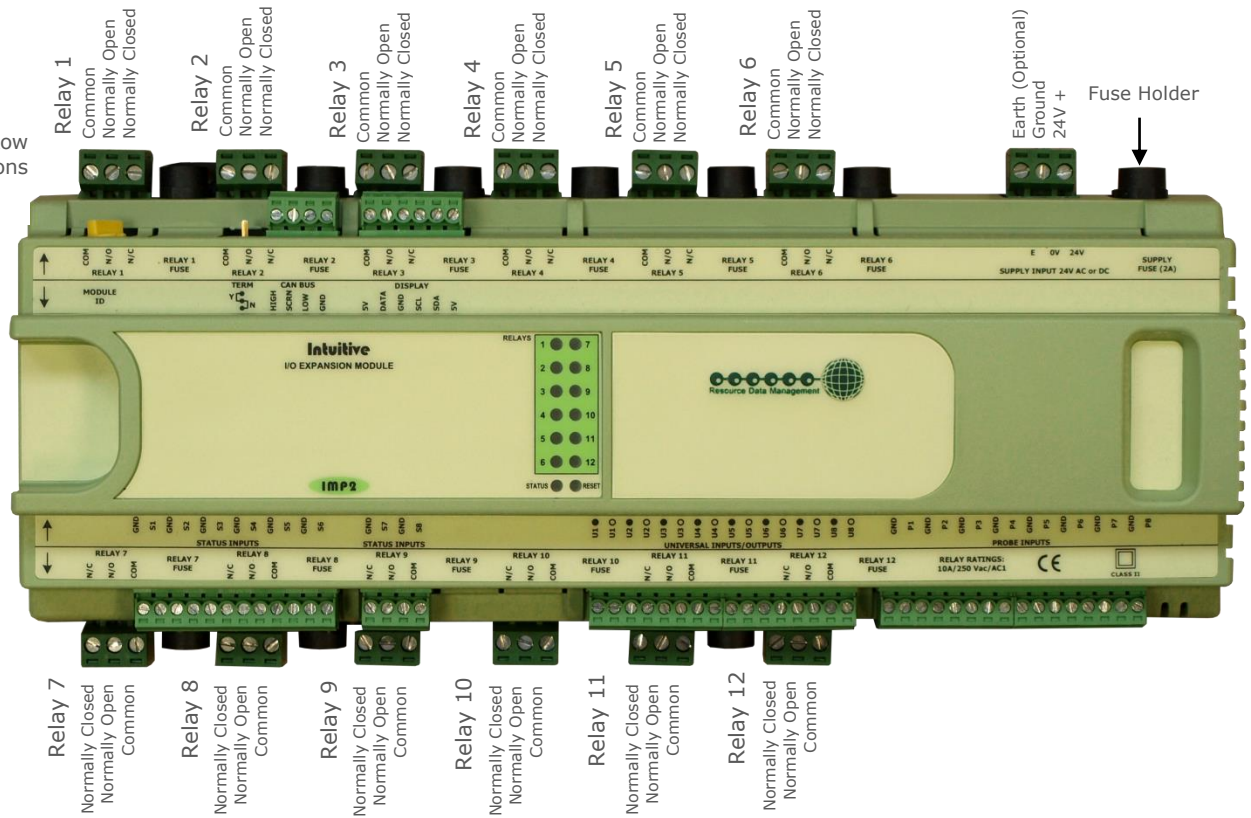 Relay 1
Common
Normally Open
Normally Closed
Relay 2
Common
Normally Open
Normally Closed
Relay 3
Common
Normally Open
Normally Closed
Relay 4
Common
Normally Open
Normally Closed
Relay 5
Common
Normally Open
Normally Closed
Relay 6
Common
Normally Open
Normally Closed
Earth (Optional)
Ground
24V +
Fuse Holder
ow
ons
COM N/O N/C
RELAY 1
RELAY 1 FUSE
COM N/O N/C
RELAY 2
RELAY 2 FUSE
COM N/O N/C
RELAY 3
RELAY 3 FUSE
COM N/O N/C
RELAY 4
RELAY 4 FUSE
COM N/O N/C
RELAY 5
RELAY 5 FUSE
COM N/O N/C
RELAY 6
RELAY 6 FUSE
E 0V 24V
SUPPLY INPUT 24V AC or DC
SUPPLY FUSE (2A)
MODULE ID
TERM
Y N
CAN BUS
HIGH SCRN LOW GND
DISPLAY
5V DATA GND SCL SDA 5V
Intuitive
I/O EXPANSION MODULE
RELAYS
1 7
2 8
3 9
4 10
5 11
6 12
STATUS RESET
IMP2
Resource Data Management
GND S1 GND S2 GND S3 GND S4 GND S5 GND S6
STATUS INPUTS
GND S7 GND S8
STATUS INPUTS
U1 U1 U2 U2 U3 U3 U4 U4 U5 U5 U6 U6 U7 U7 U8 U8
UNIVERSAL INPUTS/OUTPUTS
GND P1 GND P2 GND P3 GND P4 GND P5 GND P6 GND P7 GND P8
PROBE INPUTS
RELAY 7
N/C N/O COM
RELAY 7 FUSE
RELAY 8
N/C N/O COM
RELAY 8 FUSE
RELAY 9
N/C N/O COM
RELAY 9 FUSE
RELAY 10
N/C N/O COM
RELAY 10 FUSE
RELAY 11
N/C N/O COM
RELAY 11 FUSE
RELAY 12
N/C N/O COM
RELAY 12 FUSE
RELAY RATINGS:
10A/250 Vac/AC1
CE
CLASS II
Relay 7
Normally Closed
Normally Open
Common
Relay 8
Normally Closed
Normally Open
Common
Relay 9
Normally Closed
Normally Open
Common
Relay 10
Normally Closed
Normally Open
Common
Relay 11
Normally Closed
Normally Open
Common
Relay 12
Normally Closed
Normally Open
Common